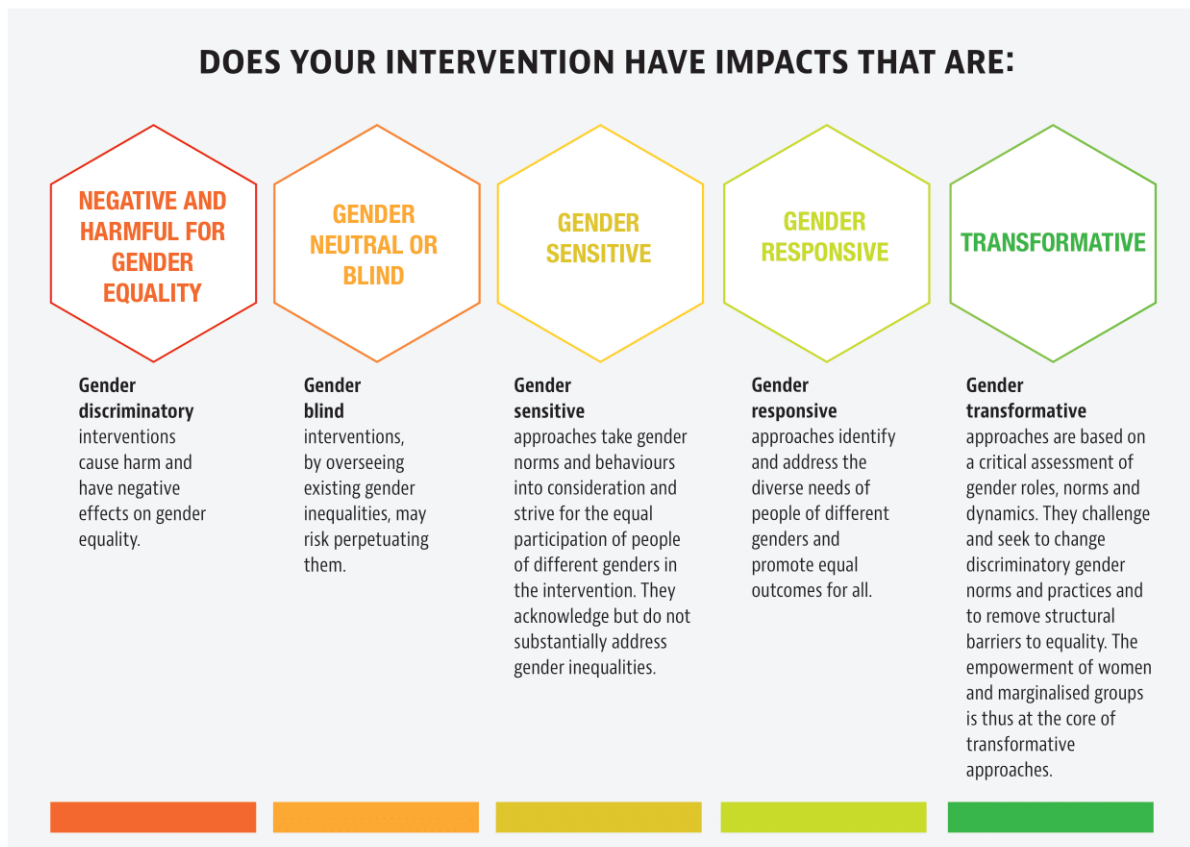 DOES YOUR INTERVENTION HAVE IMPACTS THAT ARE:
NEGATIVE AND
HARMFUL FOR
GENDER
EQUALITY
GENDER
NEUTRAL OR
BLIND
GENDER
SENSITIVE
GENDER
RESPONSIVE
TRANSFORMATIVE
Gender
discriminatory
interventions
cause harm and
have negative
effects on gender
equality.
Gender
blind
interventions,
by overseeing
existing gender
inequalities, may
risk perpetuating
them.
Gender
sensitive
approaches take gender
norms and behaviours
into consideration and
strive for the equal
participation of people
of different genders in
the intervention. They
acknowledge but do not
substantially address
gender inequalities.
Gender
responsive
approaches identify
and address the
diverse needs of
people of different
genders and
promote equal
outcomes for all.
Gender
transformative
approaches are based on
a critical assessment of
gender roles, norms and
dynamics. They challenge
and seek to change
discriminatory gender
norms and practices and
to remove structural
barriers to equality. The
empowerment of women
and marginalised groups
is thus at the core of
transformative
approaches.